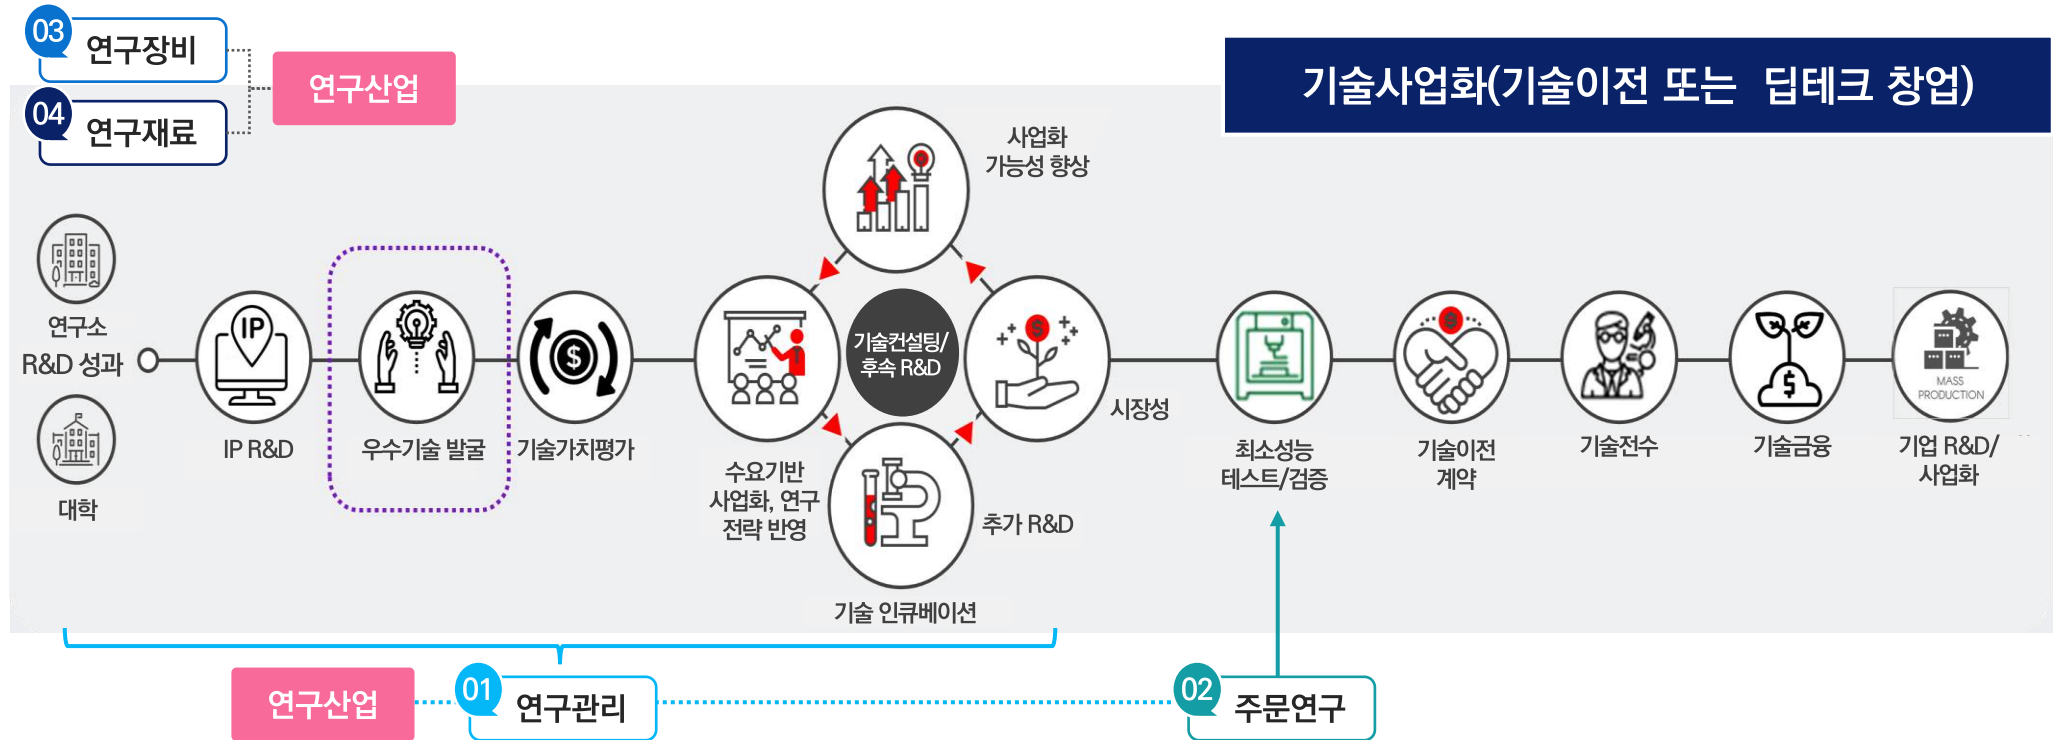 03
연구장비
04
연구재료
연구산업
기술사업화(기술이전 또는 딥테크 창업)
사업화
가능성 향상
연구소
R&D 성과
대학
IP
IP R&D
우수기술 발굴
$
기술가치평가
수요기반
사업화, 연구
전략 반영
기술컨설팅/
후속 R&D
$
시장성
추가 R&D
기술 인큐베이션
최소성능
테스트/검증
$
기술이전
계약
기술전수
$
기술금융
MASS
PRODUCTION
기업 R&D/
사업화
연구산업
01
연구관리
02
주문연구